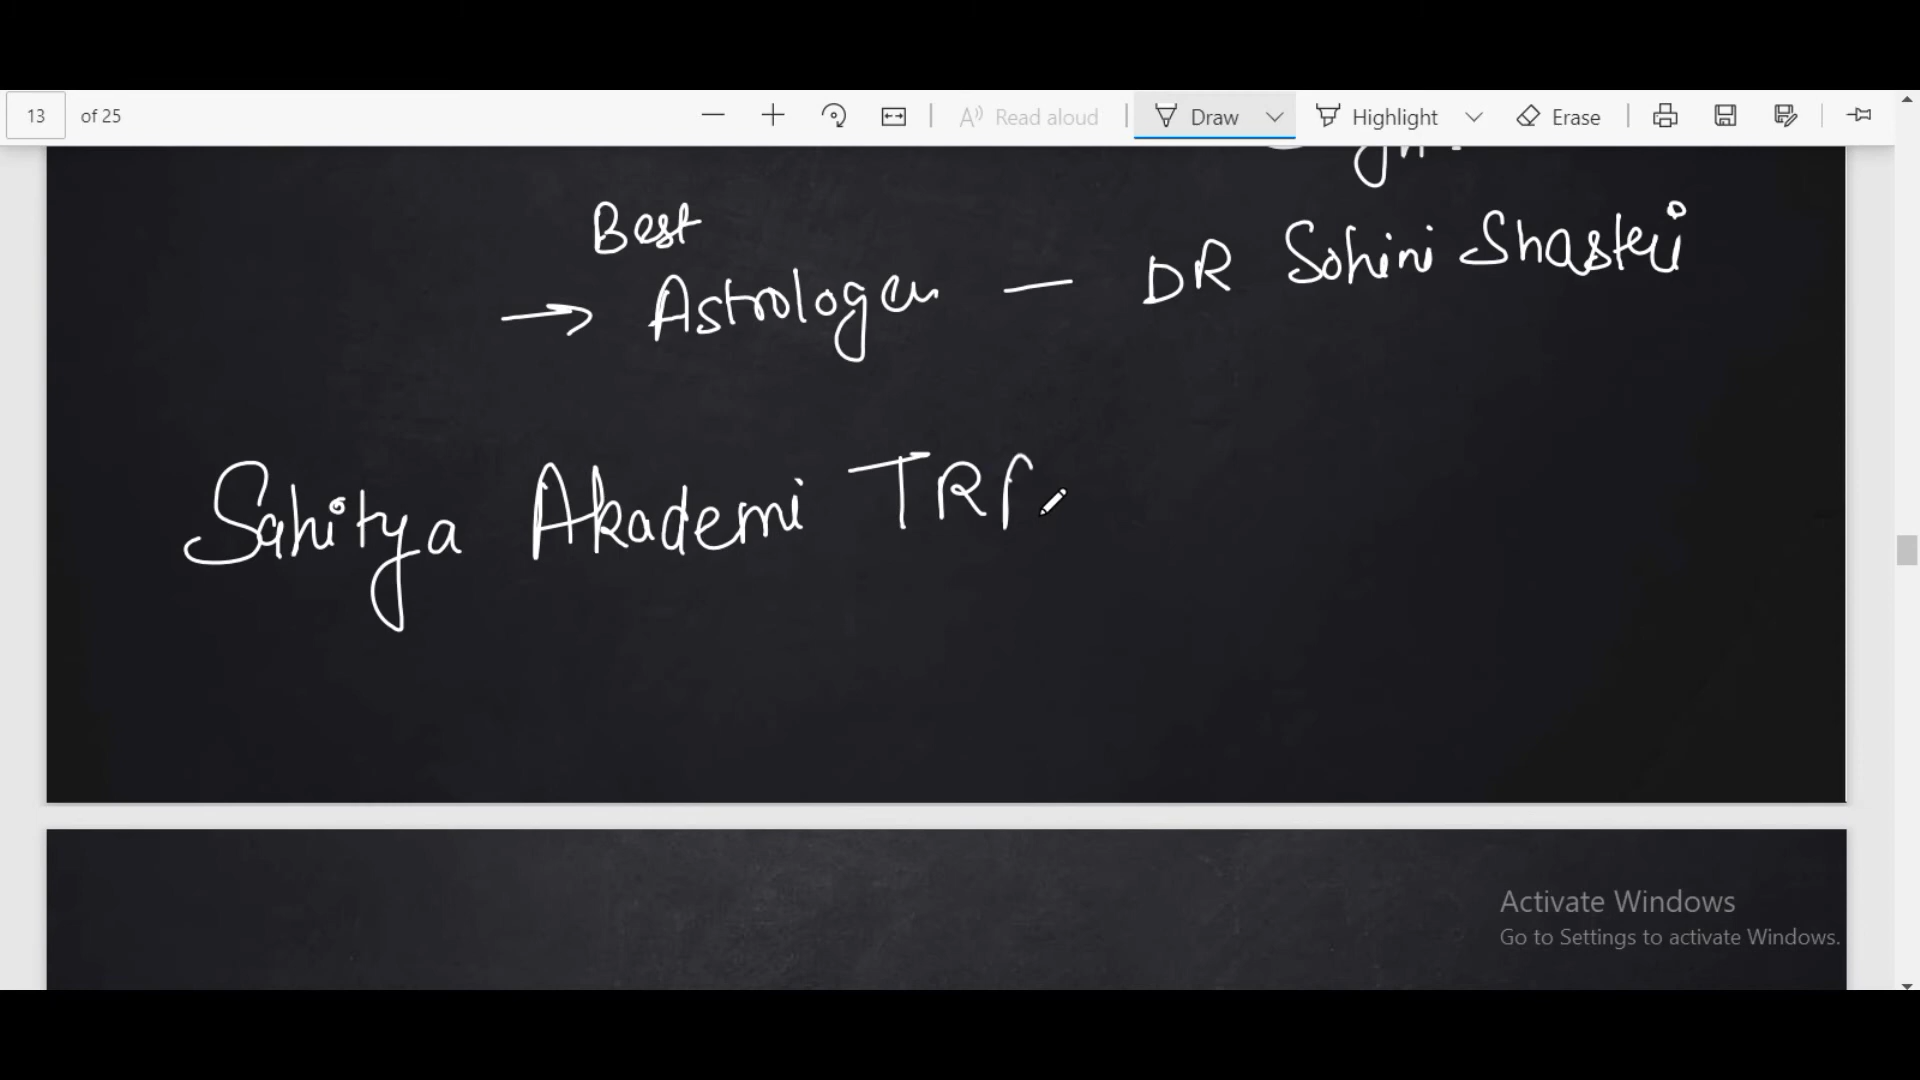 13 of 25
Read aloud
Draw
Highlight
Erase
Best
→ Astrologer — DR Sohini Shastri
Sahitya Akademi TR
Activate Windows
Go to Settings to activate Windows.